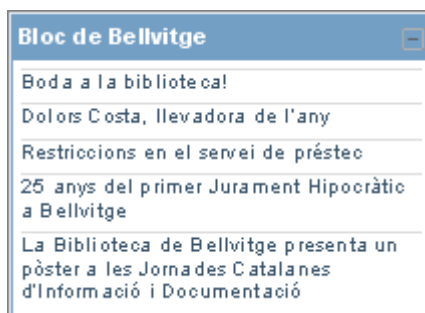 Bloc de Bellvitge
Boda a la biblioteca!
Dolors Costa, llevadora de l'any
Restriccions en el servei de préstec
25 anys del primer Jurament Hipocràtic
a Bellvitge
La Biblioteca de Bellvitge presenta un
pòster a les Jornades Catalanes
d'Informació i Documentació